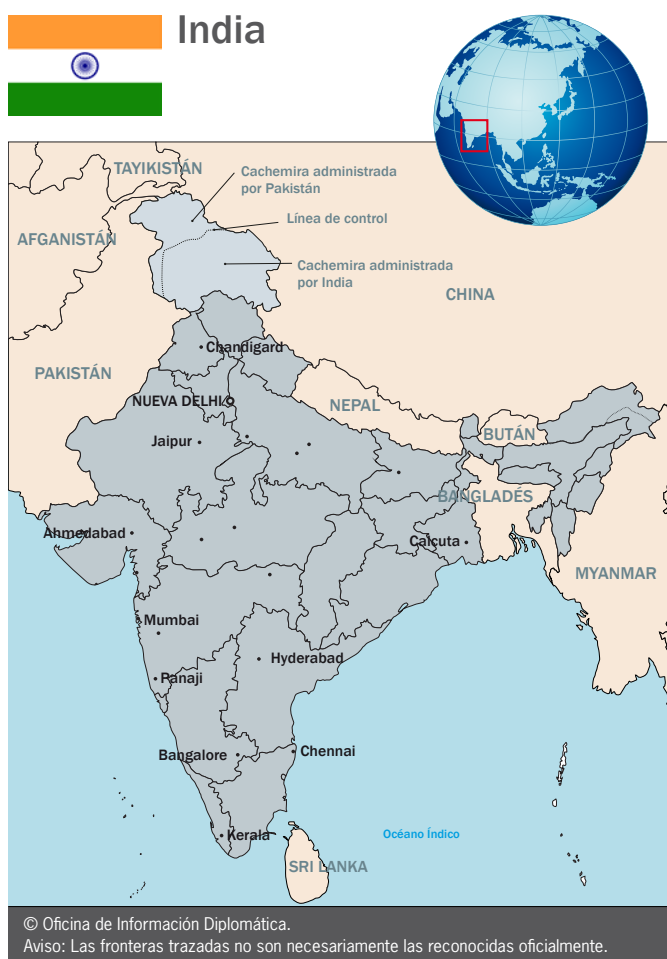 India
TAYIKISTÁN
Cachemira administrada
por Pakistán
Línea de control
AFGANISTÁN
Cachemira administrada
por India
CHINA
Chandigard
PAKISTÁN
NUEVA DELHI
NEPAL
BUTÁN
Jaipur
BANGLADÉS
Ahmedabad
Calcuta
MYANMAR
Mumbai
Hyderabad
Panaji
Bangalore
Chennai
Kerala
Océano Índico
SRI LANKA
© Oficina de Información Diplomática.
Aviso: Las fronteras trazadas no son necesariamente las reconocidas oficialmente.